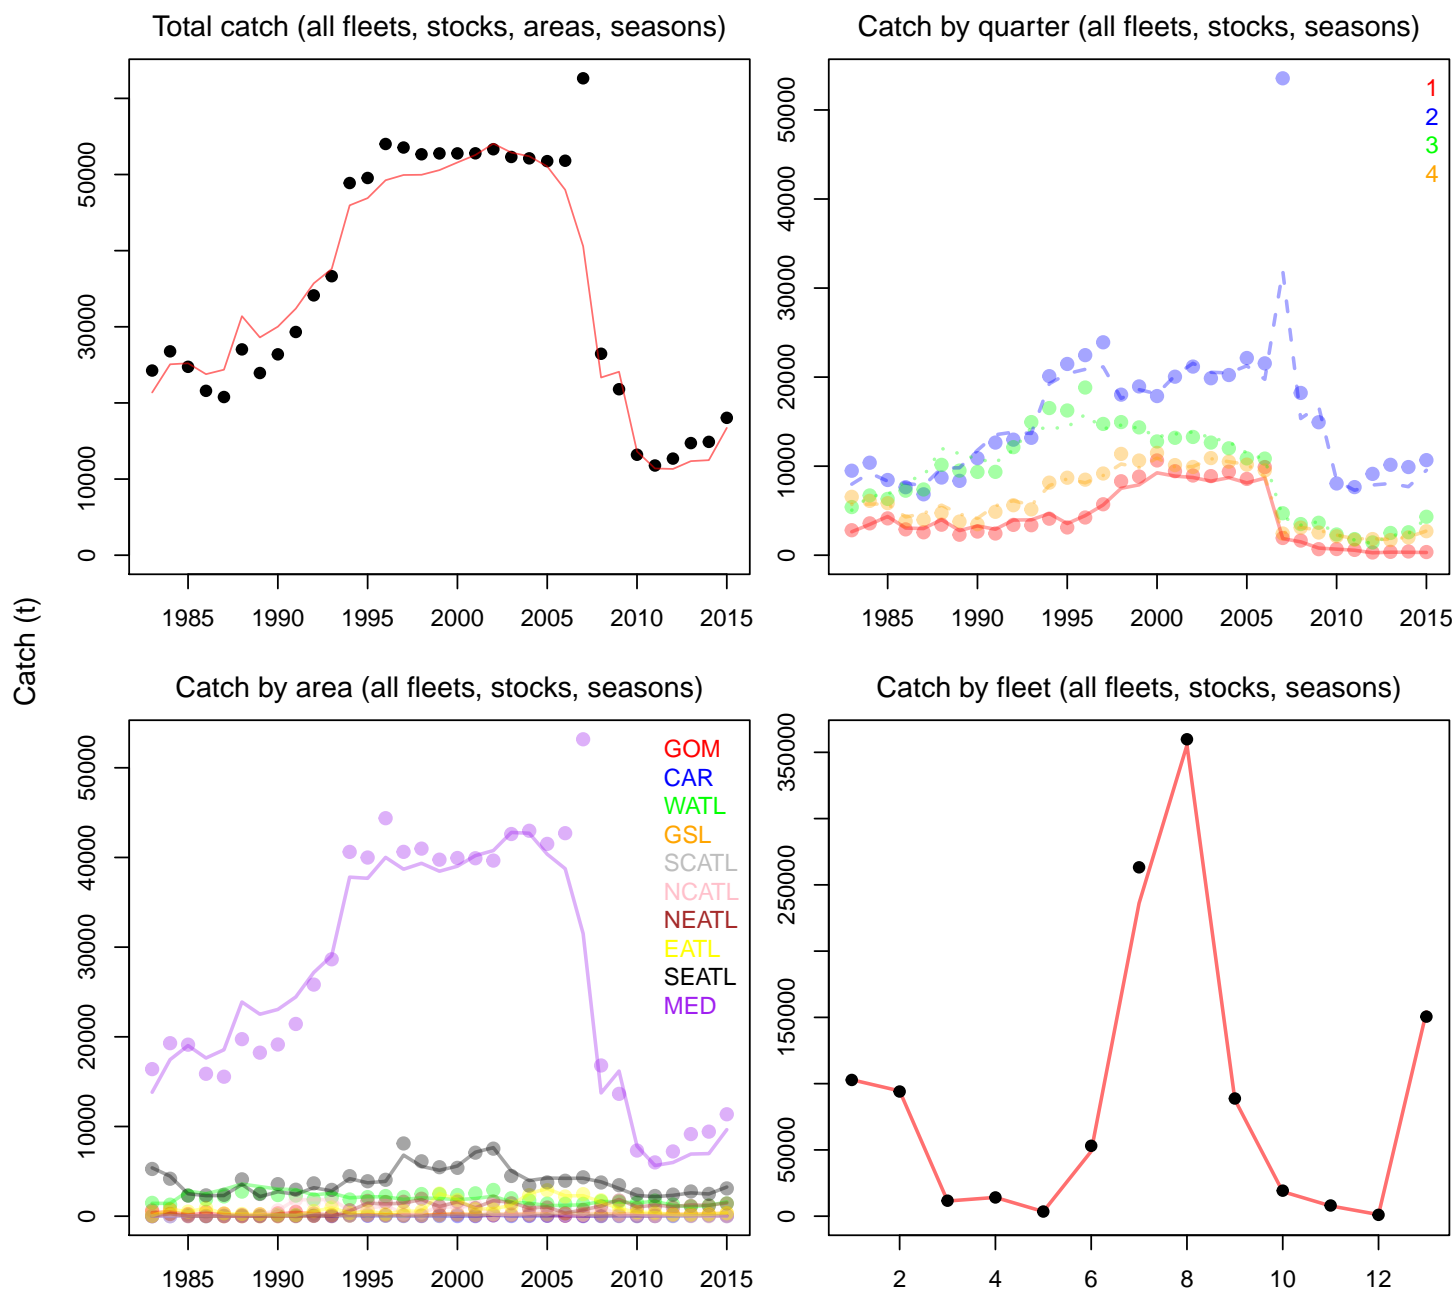 Total catch (all fleets, stocks, areas, seasons)
0
10000
30000
50000
1985 1990 1995 2000 2005 2010 2015
Catch by quarter (all fleets, stocks, seasons)
0
10000
20000
30000
40000
50000
1
2
3
4
1985 1990 1995 2000 2005 2010 2015
Catch (t)
Catch by area (all fleets, stocks, seasons)
0
10000
20000
30000
40000
50000
GOM
CAR
WATL
GSL
SCATL
NCATL
NEATL
EATL
SEATL
MED
1985 1990 1995 2000 2005 2010 2015
Catch by fleet (all fleets, stocks, seasons)
0
50000
150000
250000
350000
2 4 6 8 10 12